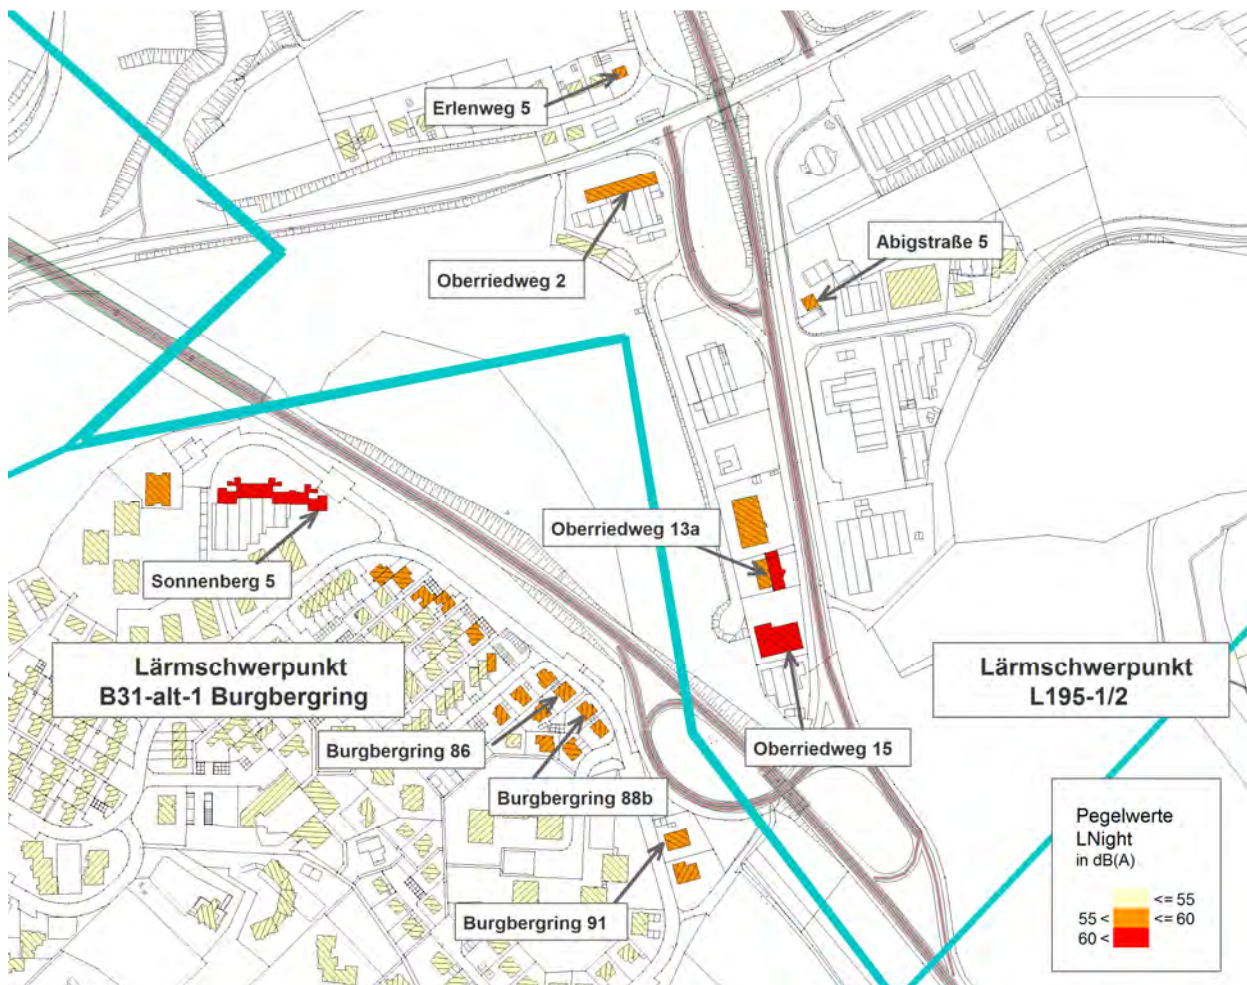 Erlenweg 5
Abigstraße 5
Oberriedweg 2
Oberriedweg 13a
Sonnenberg 5
Lärmschwerpunkt
B31-alt-1 Burgbergring
Lärmschwerpunkt
L195-1/2
Burgbergring 86
Oberriedweg 15
Burgbergring 88b
Burgbergring 91
Pegelwerte
LNight
in dB(A)
<= 55
55 < <= 60
60 <